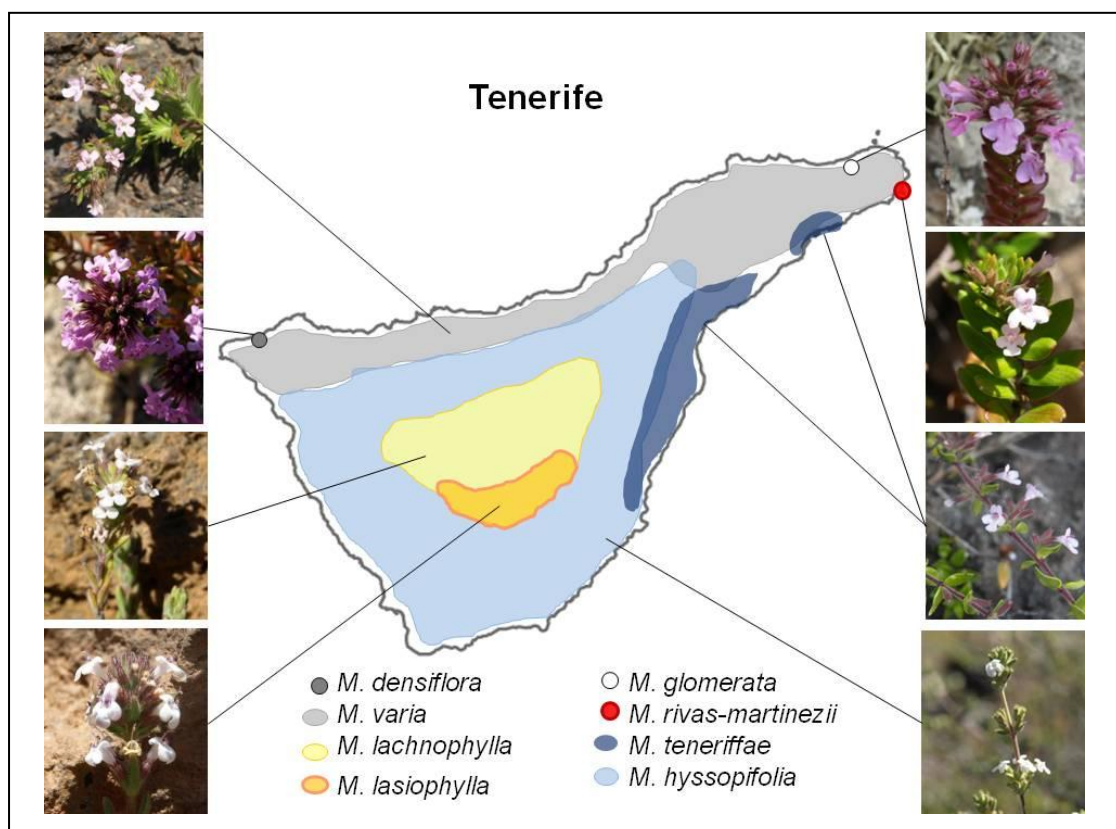 Tenerife
M. densiflora
M. varia
M. lachnophylla
M. lasiophylla
M. glomerata
M. rivas-martinezii
M. teneriffae
M. hyssopifolia